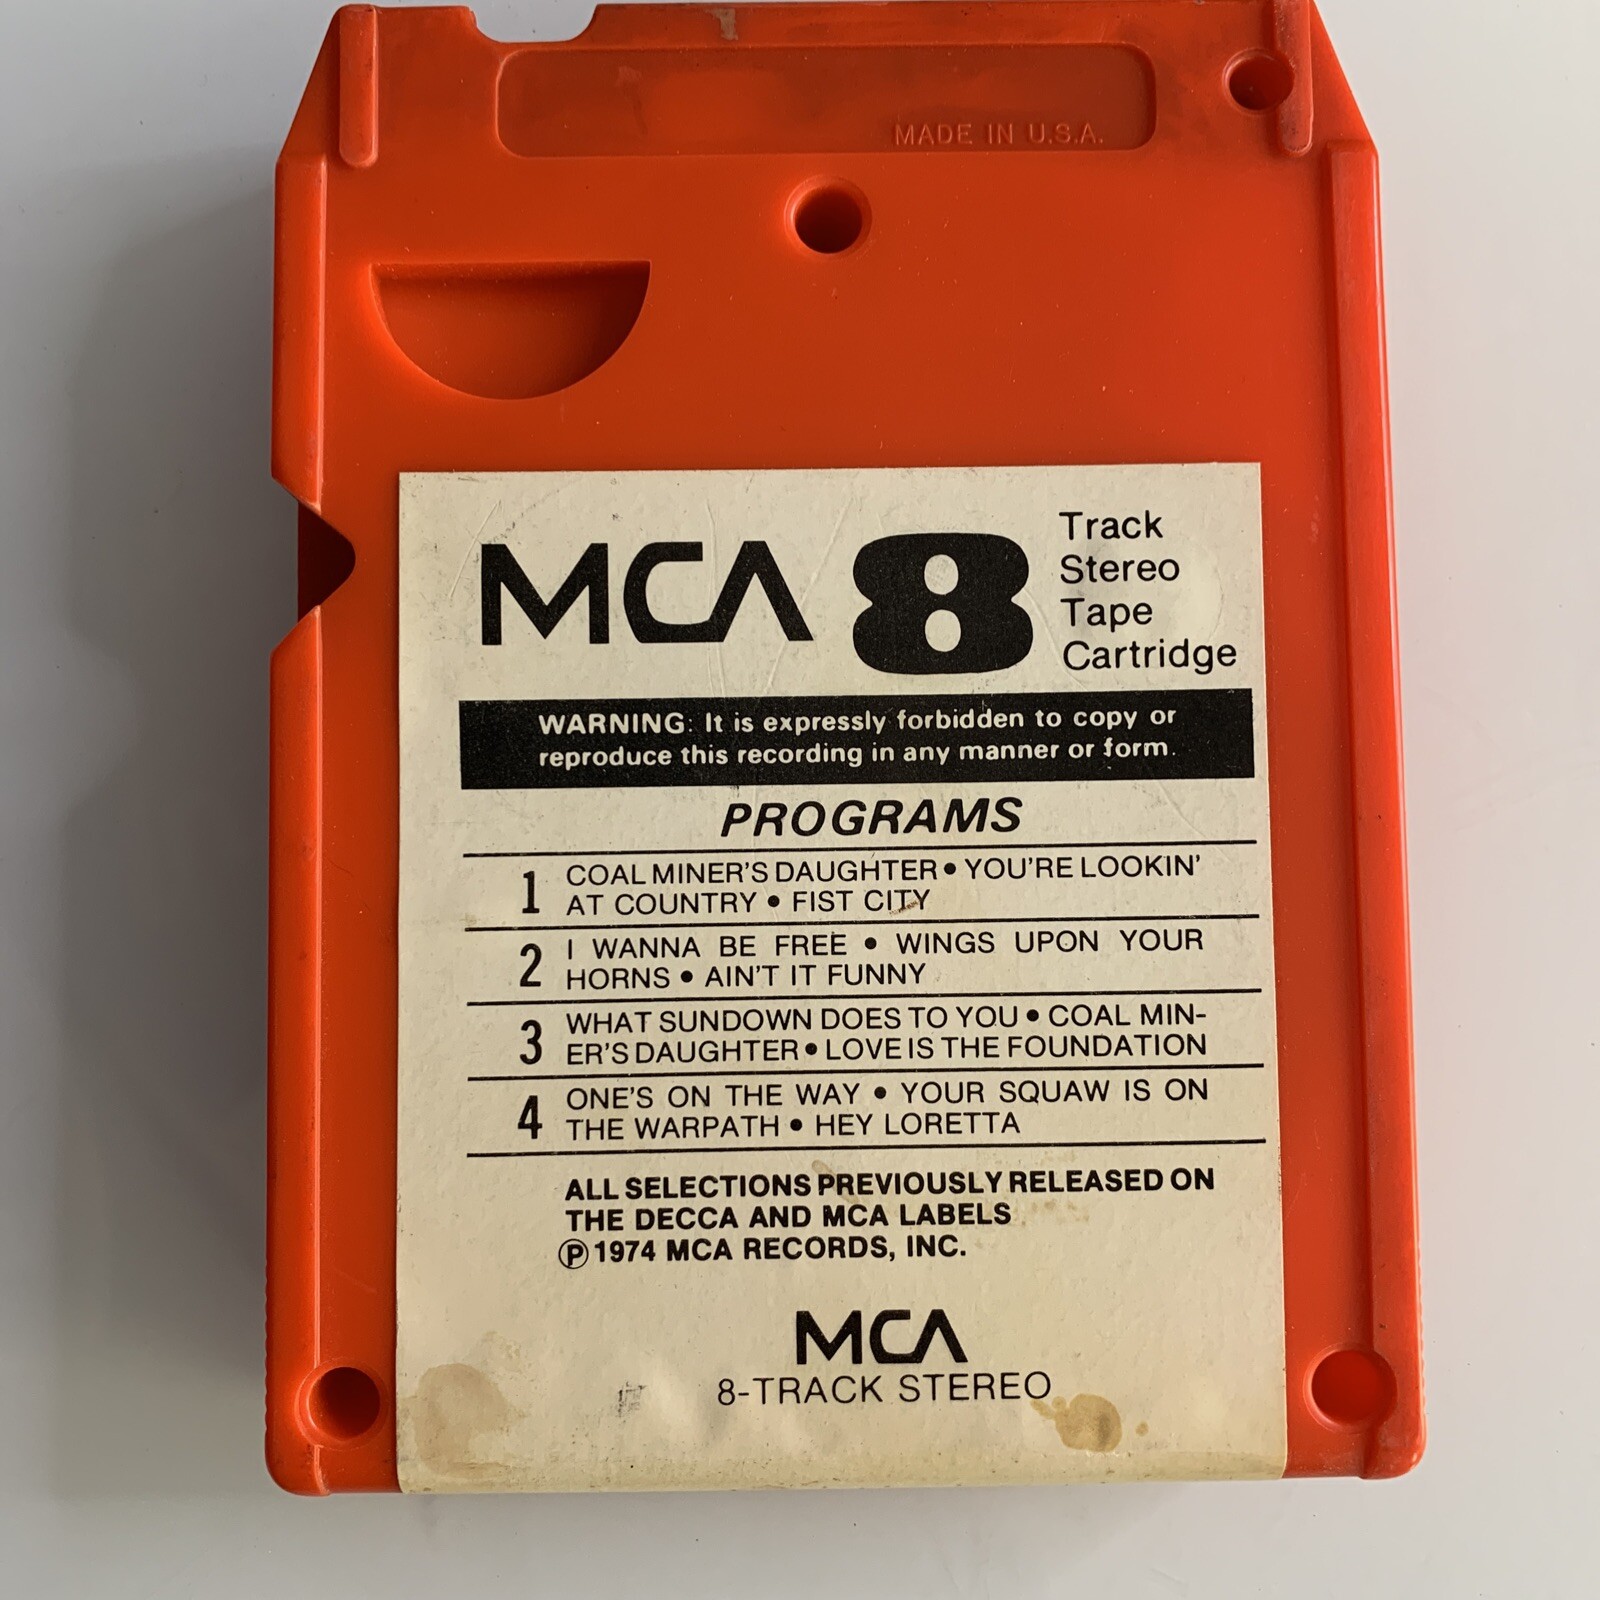 MADE IN U.S.A.
MCA 8
Track
Stereo
Tape
Cartridge
WARNING: It is expressly forbidden to copy or
reproduce this recording in any manner or form.
PROGRAMS
1 COAL MINER'S DAUGHTER • YOU'RE LOOKIN'
AT COUNTRY • FIST CITY
2 I WANNA BE FREE • WINGS UPON YOUR
HORNS • AIN'T IT FUNNY
3 WHAT SUNDOWN DOES TO YOU • COAL MIN-
ER'S DAUGHTER • LOVE IS THE FOUNDATION
4 ONE'S ON THE WAY • YOUR SQUAW IS ON
THE WARPATH • HEY LORETTA
ALL SELECTIONS PREVIOUSLY RELEASED ON
THE DECCA AND MCA LABELS
Ⓟ 1974 MCA RECORDS, INC.
MCA
8-TRACK STEREO